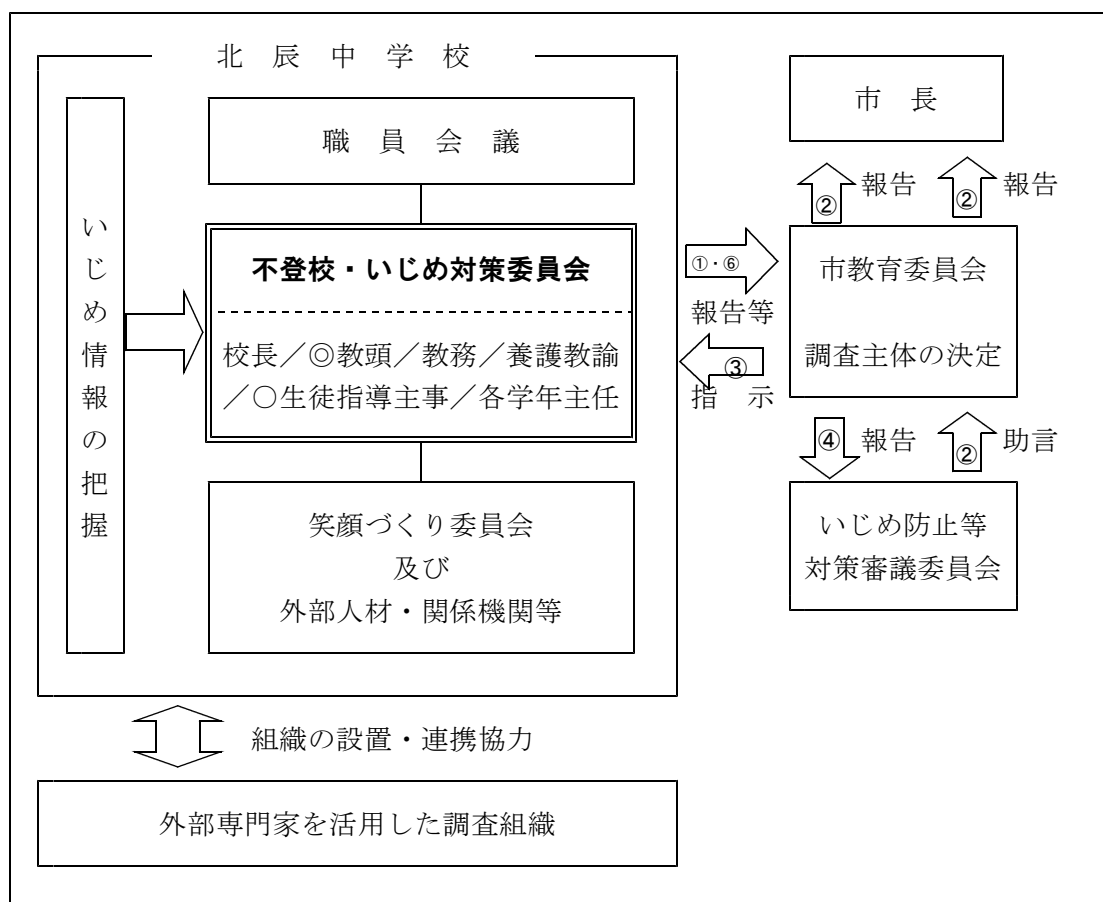 北辰中学校
いじめ情報の把握
職員会議
不登校・いじめ対策委員会
校長／◎教頭／教務／養護教諭
／○生徒指導主事／各学年主任
笑顔づくり委員会
及び
外部人材・関係機関等
組織の設置・連携協力
外部専門家を活用した調査組織
①・⑥
報告等
③
指示
市長
② 報告 ② 報告
市教育委員会
調査主体の決定
④ 報告 ② 助言
いじめ防止等
対策審議委員会